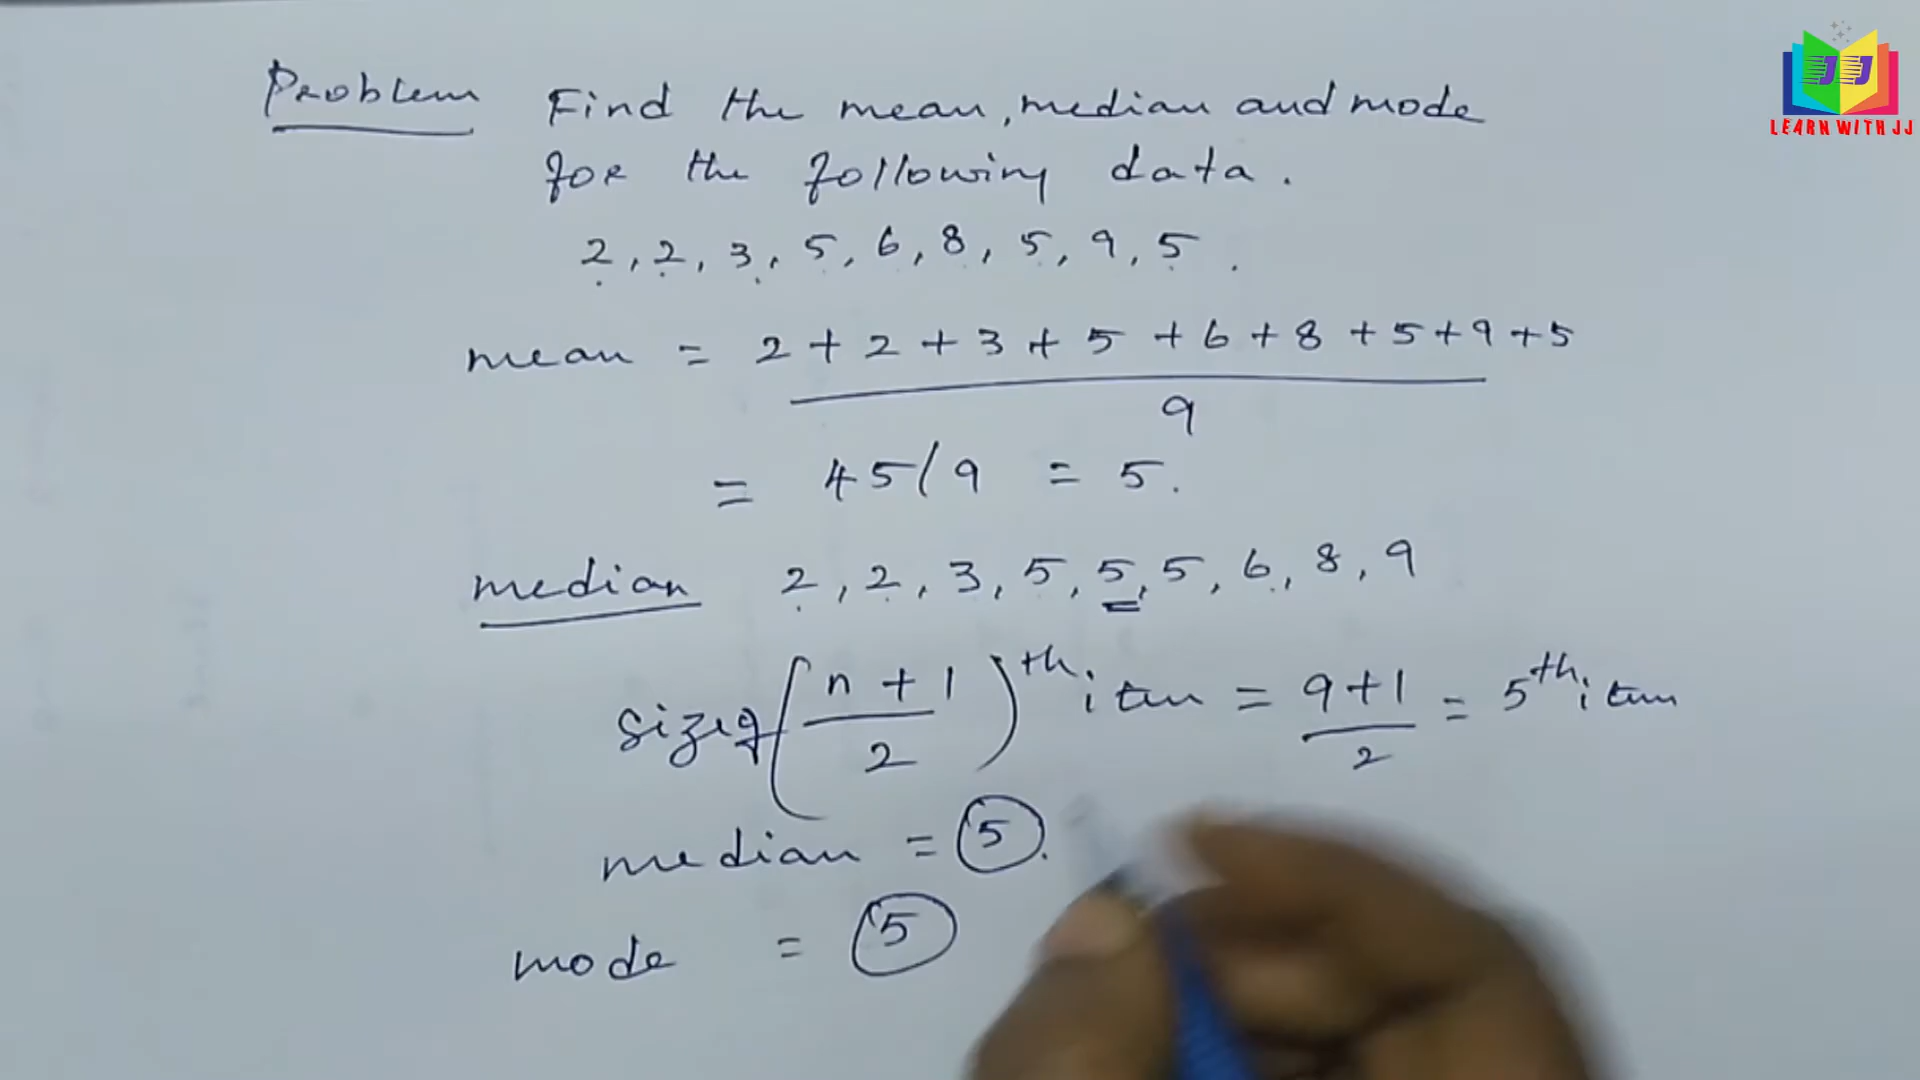 Problem Find the mean, median and mode
for the following data.
2, 2, 3, 5, 6, 8, 5, 9, 5.
mean = 2 + 2 + 3 + 5 + 6 + 8 + 5 + 9 + 5
9
= 45/9 = 5.
median 2, 2, 3, 5, 5, 5, 6, 8, 9
size of (n + 1 / 2)th item = 9+1 / 2 = 5th item
median = 5.
mode = 5
LEARN WITH JJ